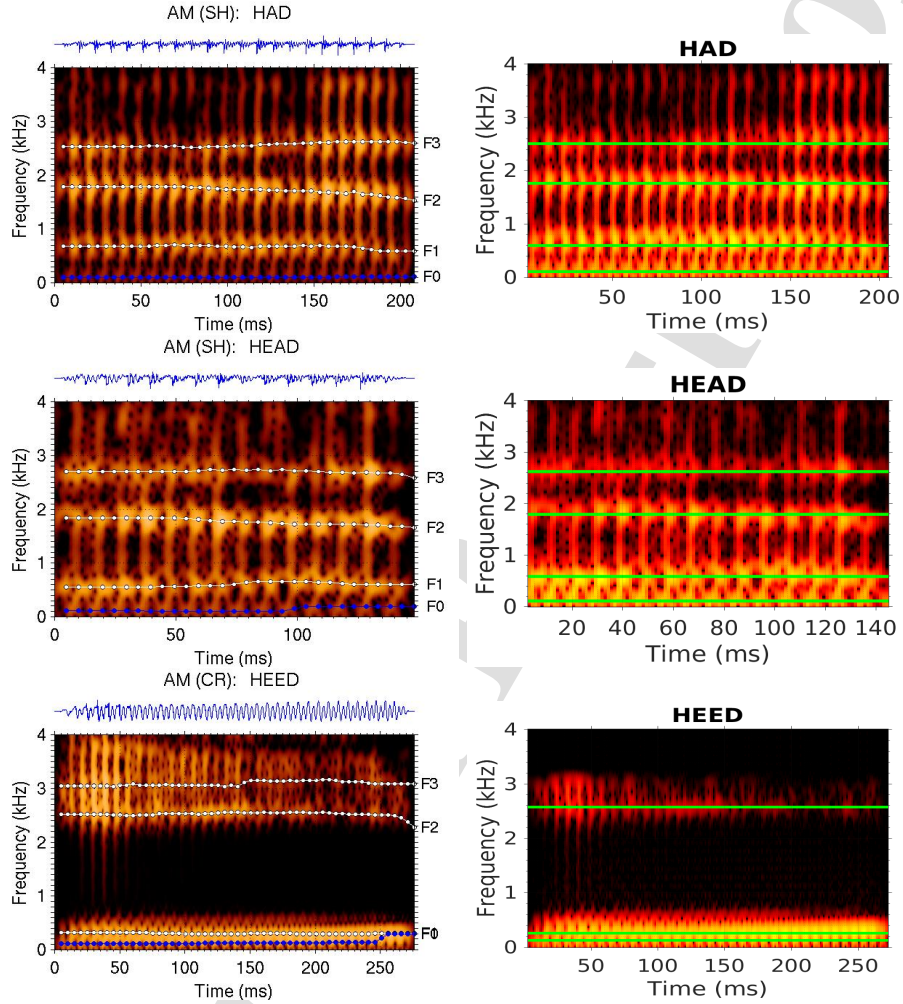 AM (SH): HAD
4
3
2
1
0
Frequency (kHz)
F3
F2
F1
F0
0 50 100 150 200
Time (ms)
HAD
4
3
2
1
0
Frequency (kHz)
50 100 150 200
Time (ms)
AM (SH): HEAD
4
3
2
1
0
Frequency (kHz)
F3
F2
F1
F0
0 50 100
Time (ms)
HEAD
4
3
2
1
0
Frequency (kHz)
20 40 60 80 100 120 140
Time (ms)
AM (CR): HEED
4
3
2
1
0
Frequency (kHz)
F3
F2
0 50 100 150 200 250
Time (ms)
HEED
4
3
2
1
0
Frequency (kHz)
50 100 150 200 250
Time (ms)